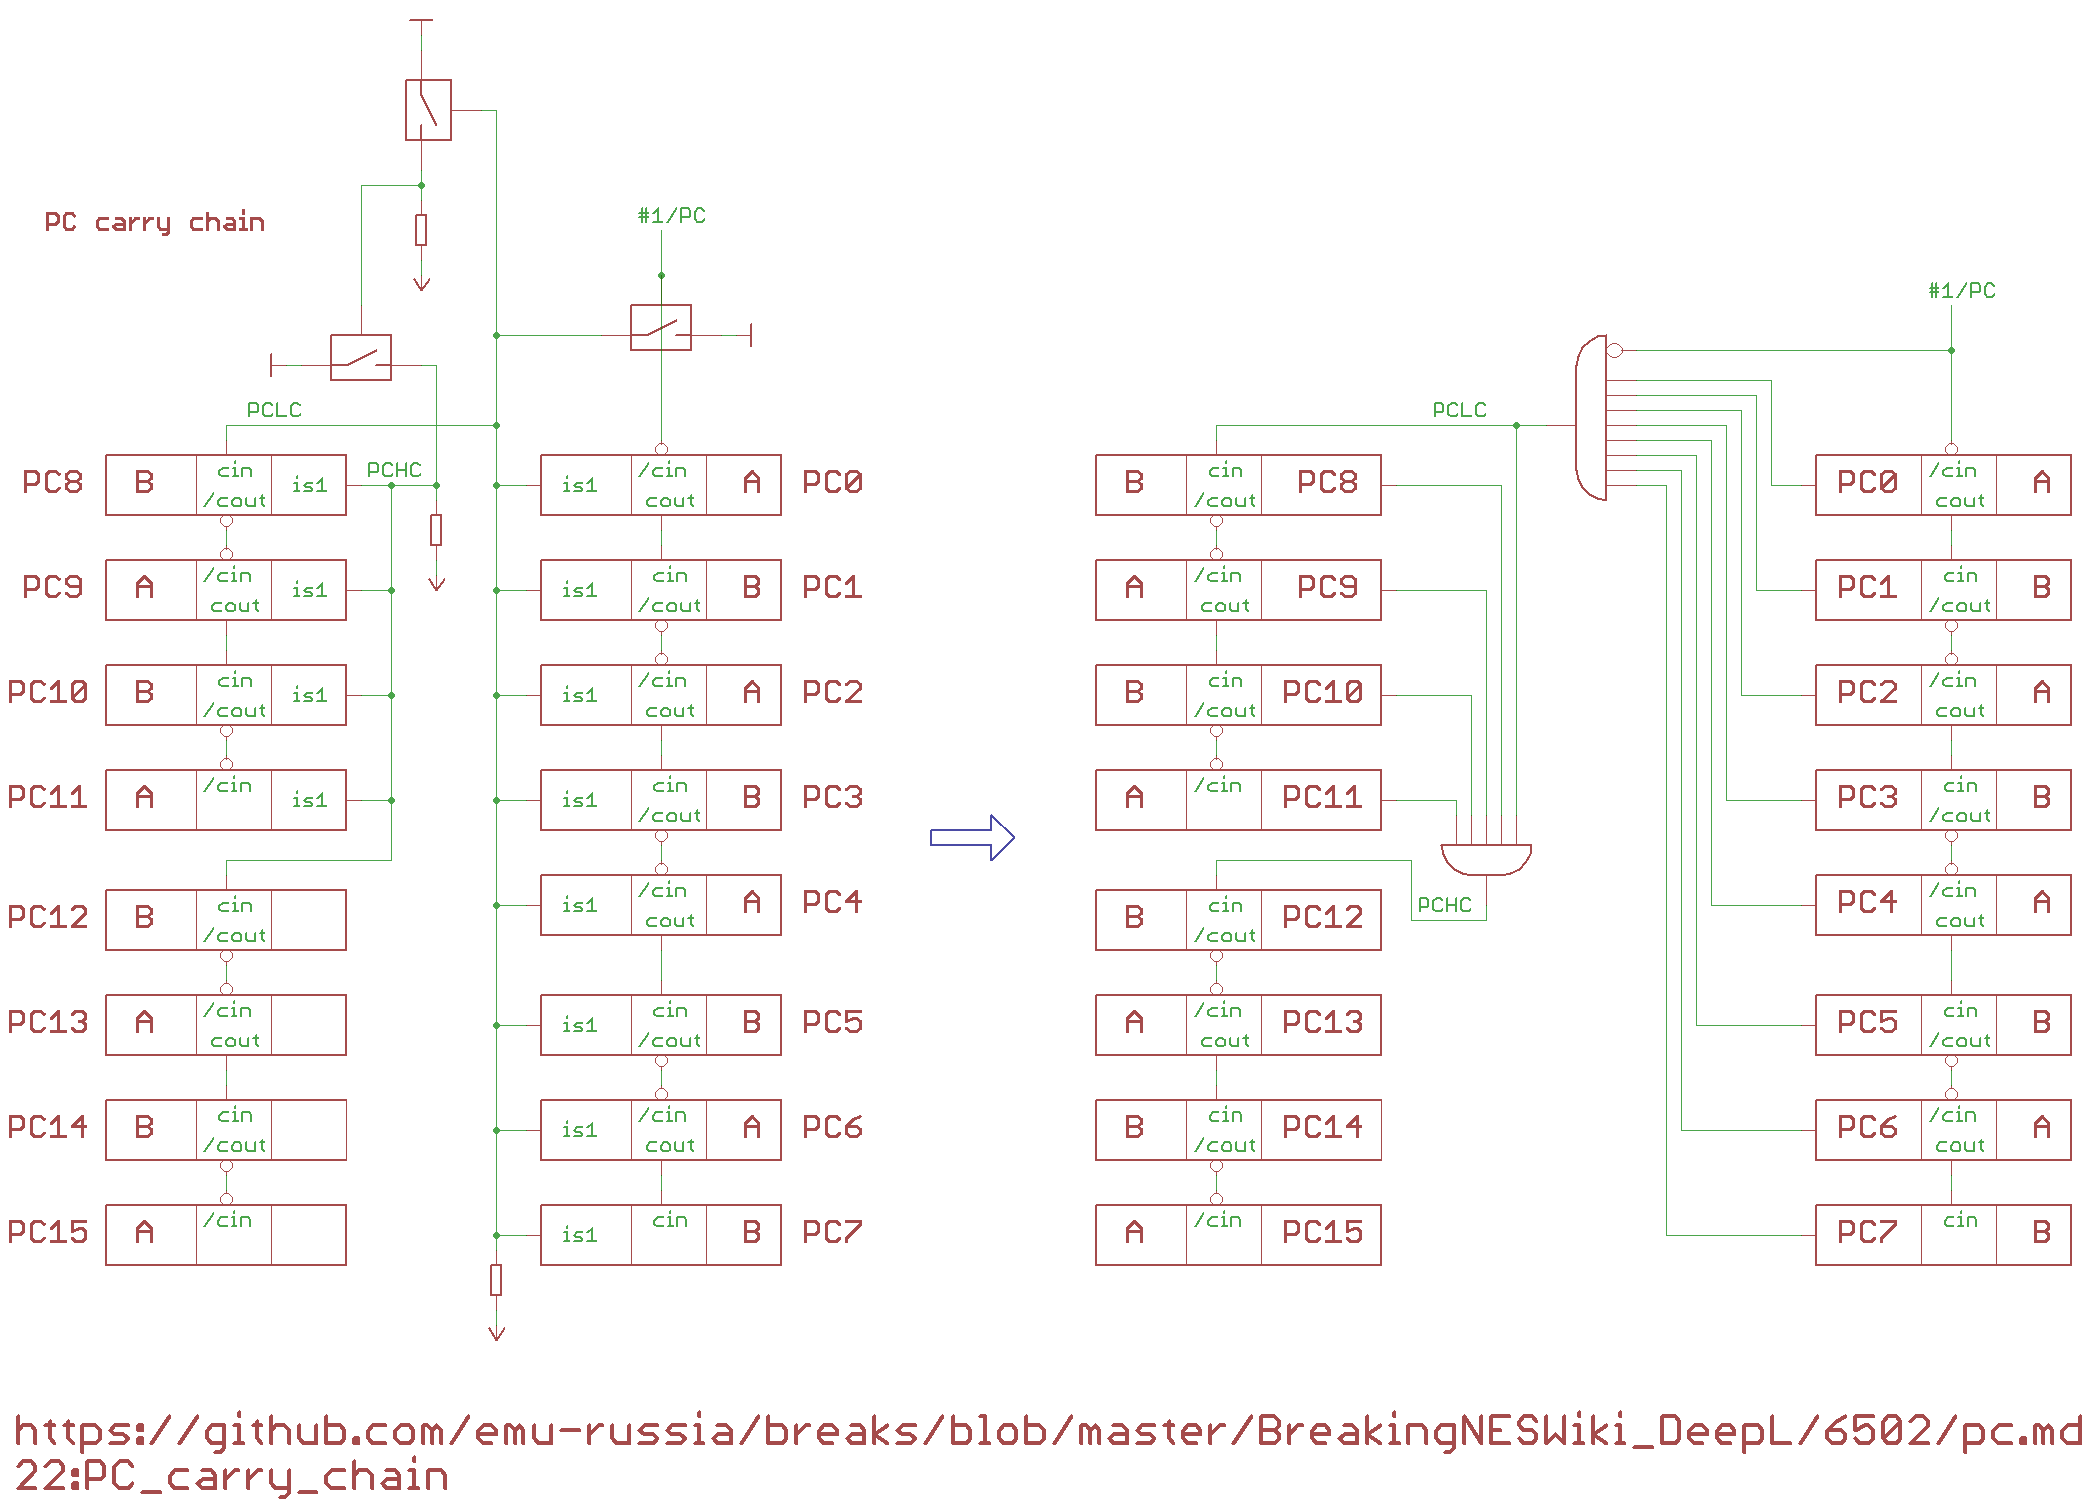 PC carry chain
#1/PC
PCLC
PCHC
PC8 B cin /cout is1
is1 /cin cout A PC0
PC9 A /cin cout is1
is1 cin /cout B PC1
PC10 B cin /cout is1
is1 /cin cout A PC2
PC11 A /cin is1
is1 cin /cout B PC3
is1 /cin cout A PC4
PC12 B cin /cout
PC13 A /cin cout
is1 cin /cout B PC5
PC14 B cin /cout
is1 /cin cout A PC6
PC15 A /cin
is1 cin B PC7
#1/PC
PCLC
B cin /cout PC8
PC0 /cin cout A
A /cin cout PC9
PC1 cin /cout B
B cin /cout PC10
PC2 /cin cout A
A /cin PC11
PC3 cin /cout B
PC4 /cin cout A
PCHC
B cin /cout PC12
A /cin cout PC13
PC5 cin /cout B
B cin /cout PC14
PC6 /cin cout A
A /cin PC15
PC7 cin B
https://github.com/emu-russia/breaks/blob/master/BreakingNESWiki_DeepL/6502/pc.md
22:PC_carry_chain